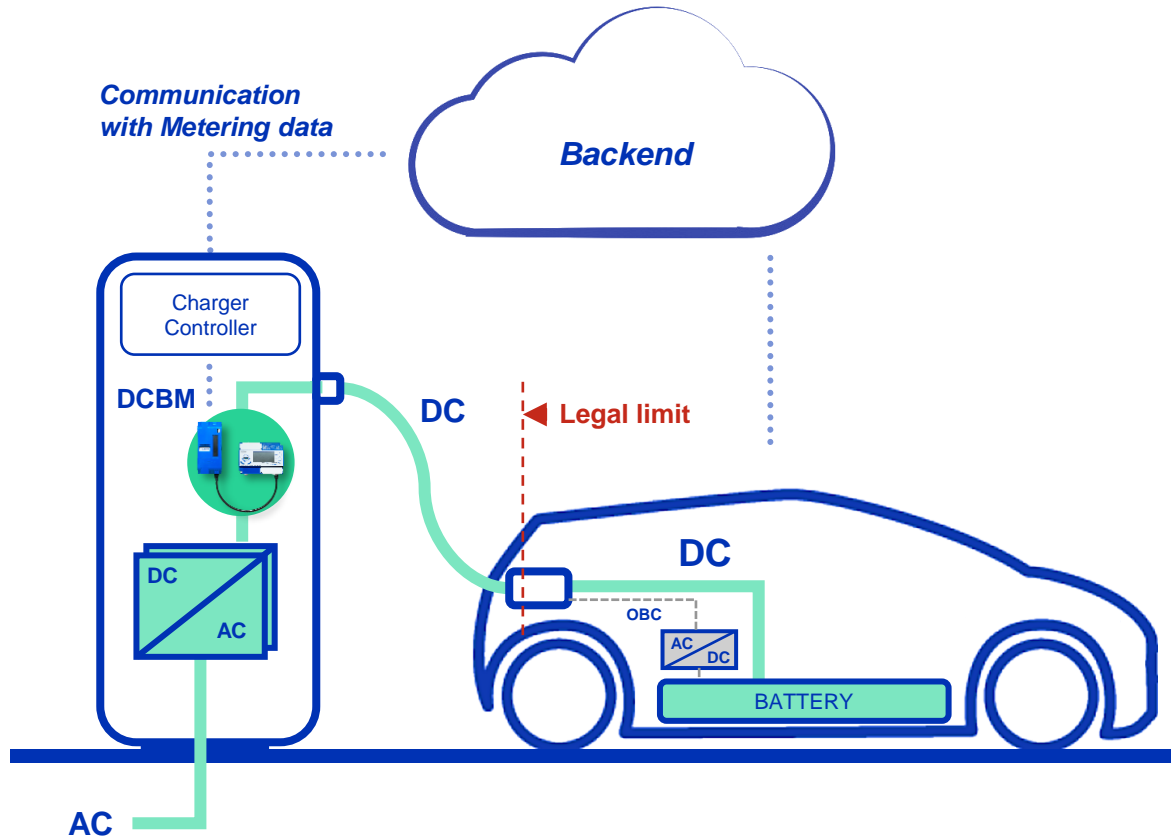 Communication
with Metering data
Backend
Charger
Controller
DCBM
DC
Legal limit
DC
DC
AC
OBC
AC
DC
BATTERY
AC